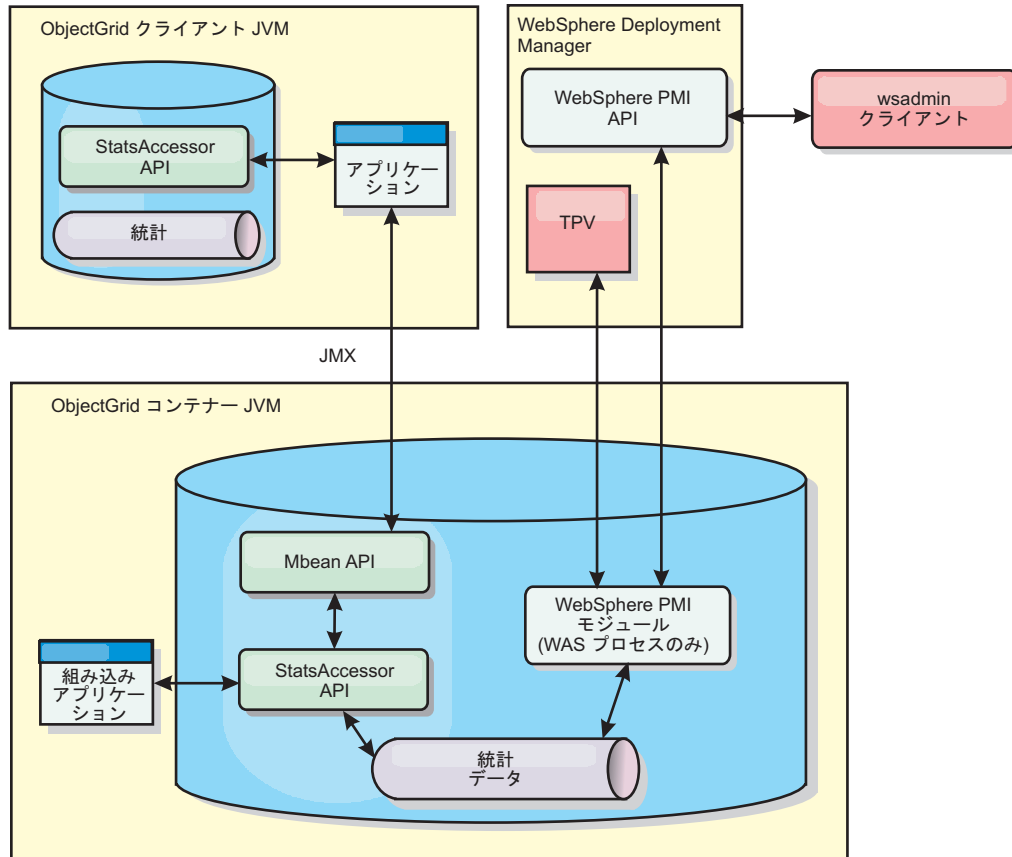 ObjectGrid クライアント JVM
StatsAccessor
API
アプリケー
ション
統計
WebSphere Deployment
Manager
WebSphere PMI
API
wsadmin
クライアント
TPV
JMX
ObjectGrid コンテナー JVM
Mbean API
WebSphere PMI
モジュール
(WAS プロセスのみ)
組み込み
アプリケー
ション
StatsAccessor
API
統計
データ